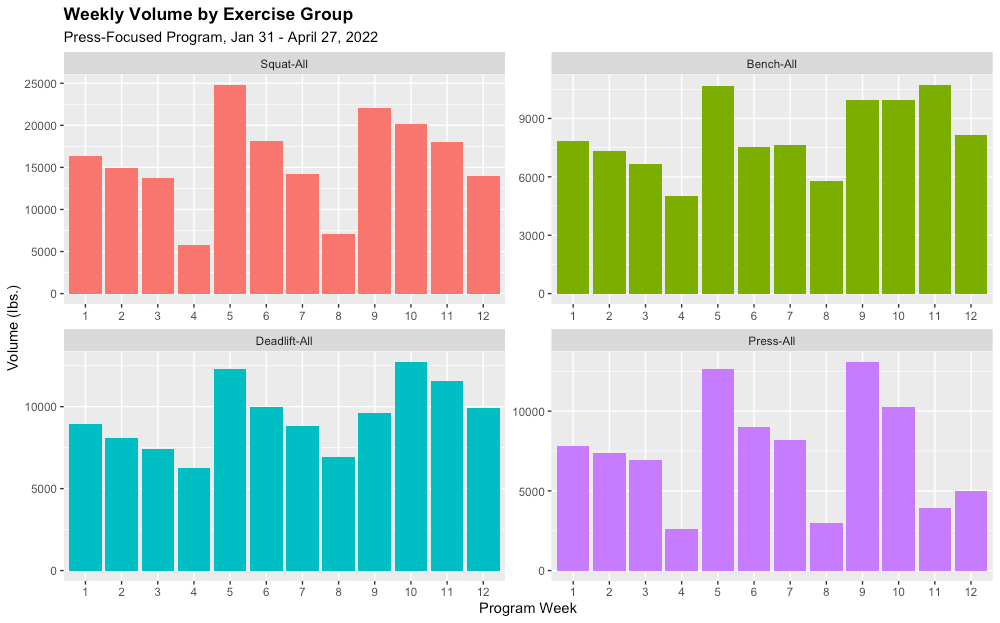 Weekly Volume by Exercise Group
Press-Focused Program, Jan 31 - April 27, 2022
Squat-All
25000
20000
15000
10000
5000
0
1 2 3 4 5 6 7 8 9 10 11 12
Bench-All
9000
6000
3000
0
1 2 3 4 5 6 7 8 9 10 11 12
Volume (lbs.)
Deadlift-All
10000
5000
0
1 2 3 4 5 6 7 8 9 10 11 12
Press-All
10000
5000
0
1 2 3 4 5 6 7 8 9 10 11 12
Program Week